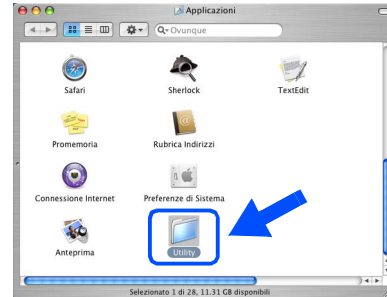 Applicazioni
Ovunque
Safari
Sherlock
TextEdit
Promemoria
Rubrica Indirizzi
Connessione Internet
Preferenze di Sistema
Anteprima
Utility
Selezionato 1 di 28, 11.31 GB disponibili